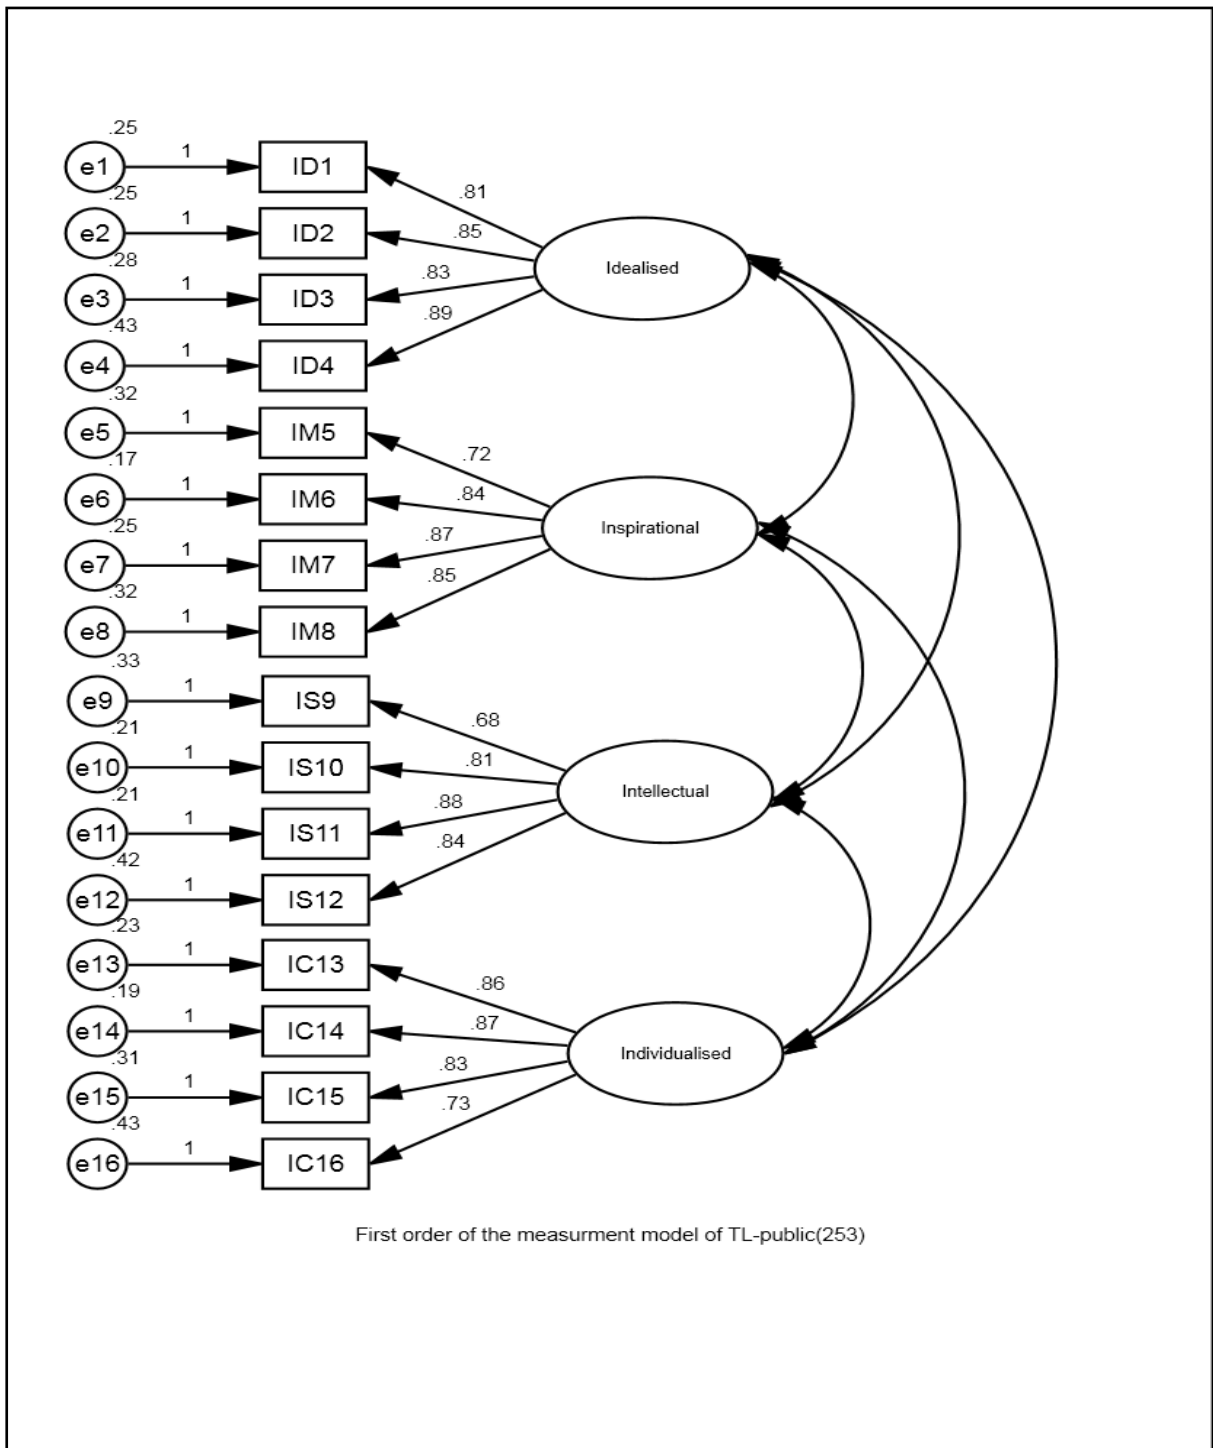 .25
e1 1 ID1
.25
e2 1 ID2
.28
e3 1 ID3
.43
e4 1 ID4
.32
e5 1 IM5
.17
e6 1 IM6
.25
e7 1 IM7
.32
e8 1 IM8
.33
e9 1 IS9
.21
e10 1 IS10
.21
e11 1 IS11
.42
e12 1 IS12
.23
e13 1 IC13
.19
e14 1 IC14
.31
e15 1 IC15
.43
e16 1 IC16
.81
.85
.83
.89
Idealised
.72
.84
.87
.85
Inspirational
.68
.81
.88
.84
Intellectual
.86
.87
.83
.73
Individualised
First order of the measurment model of TL-public(253)